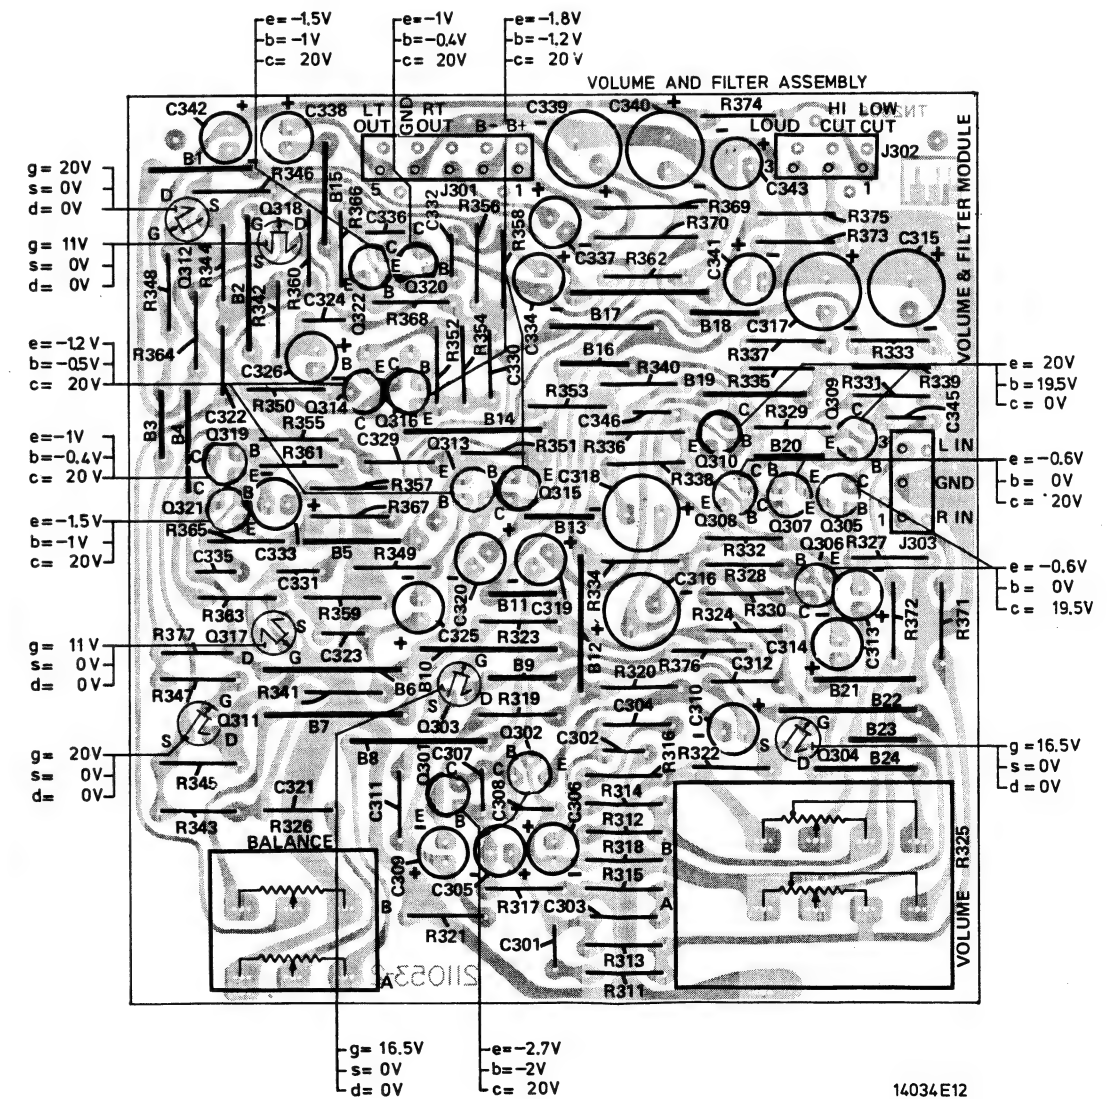 e= -1.5V
b= -1V
c= 20V
e= -1V
b= -0.4V
c= 20V
e= -1.8V
b= -1.2V
c= 20V
VOLUME AND FILTER ASSEMBLY
C342 C338 LT OUT GND RT OUT B- B+ C339 C340 R374 LOUD HI CUT LOW CUT
B1 R346 B15 R366 5 J301 1 C332 R356 R358 3 C343 1 J302
g= 20V
s= 0V
d= 0V
D S G Q312 Q318 G D S C336 C E B Q320 R369 R370 R375 R373 C315
g= 11V
s= 0V
d= 0V
R348 R344 B2 R342 R360 C324 Q322 R368 C334 C337 R362 C341 VOLUME & FILTER MODULE
R364 C326 R352 R354 C330 B17 B18 C317
e= -1.2V
b= -0.5V
c= 20V
C322 R350 Q314 Q316 B16 R340 R337 R333
B3 B4 Q319 R355 C329 B14 R353 C346 B19 R335 R331 R339 Q309 C345
e= 20V
b= 19.5V
c= 0V
e= -1V
b= -0.4V
c= 20V
R361 Q313 R351 R336 R329 B20 Q310 3 L IN
Q321 R357 R367 C318 Q315 R338 Q308 Q307 Q305 GND
e= -0.6V
b= 0V
c= 20V
1 R IN J303
e= -1.5V
b= -1V
c= 20V
R365 C333 B5 R349 B13 R332 Q306 R327
C335 C331 C320 C319 R334 C316 R328
e= -0.6V
b= 0V
c= 19.5V
R363 R359 C325 B11 R323 R324 R330 C314 C313 R372 R371
R377 Q317 C323 B10 B9 B12 R376 C312
g= 11V
s= 0V
d= 0V
R347 R341 B6 R320 C310 B21
Q311 B7 Q303 R319 C304 B22
B8 Q301 C307 Q302 C302 R316 R322 Q304 B23 B24
g= 20V
s= 0V
d= 0V
g= 16.5V
s= 0V
d= 0V
R345 C321 C311 C308 C306 R314
R343 R326 R312
BALANCE C309 C305 R318 B R325
R317 C303 R315 A
B R321 C301 R313 VOLUME
A 211053-2 R311
g= 16.5V
s= 0V
d= 0V
e= -2.7V
b= -2V
c= 20V
14034E12